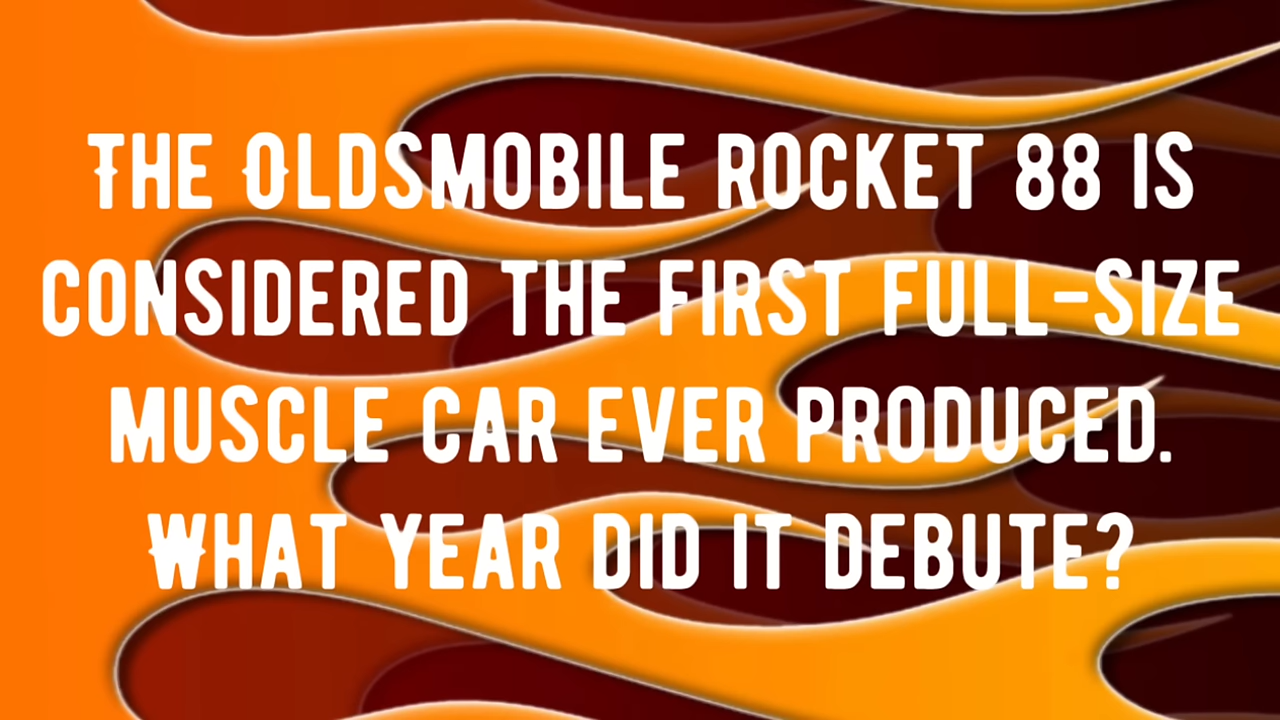 The Oldsmobile Rocket 88 is
considered the first full-size
muscle car ever produced.
What year did it debute?